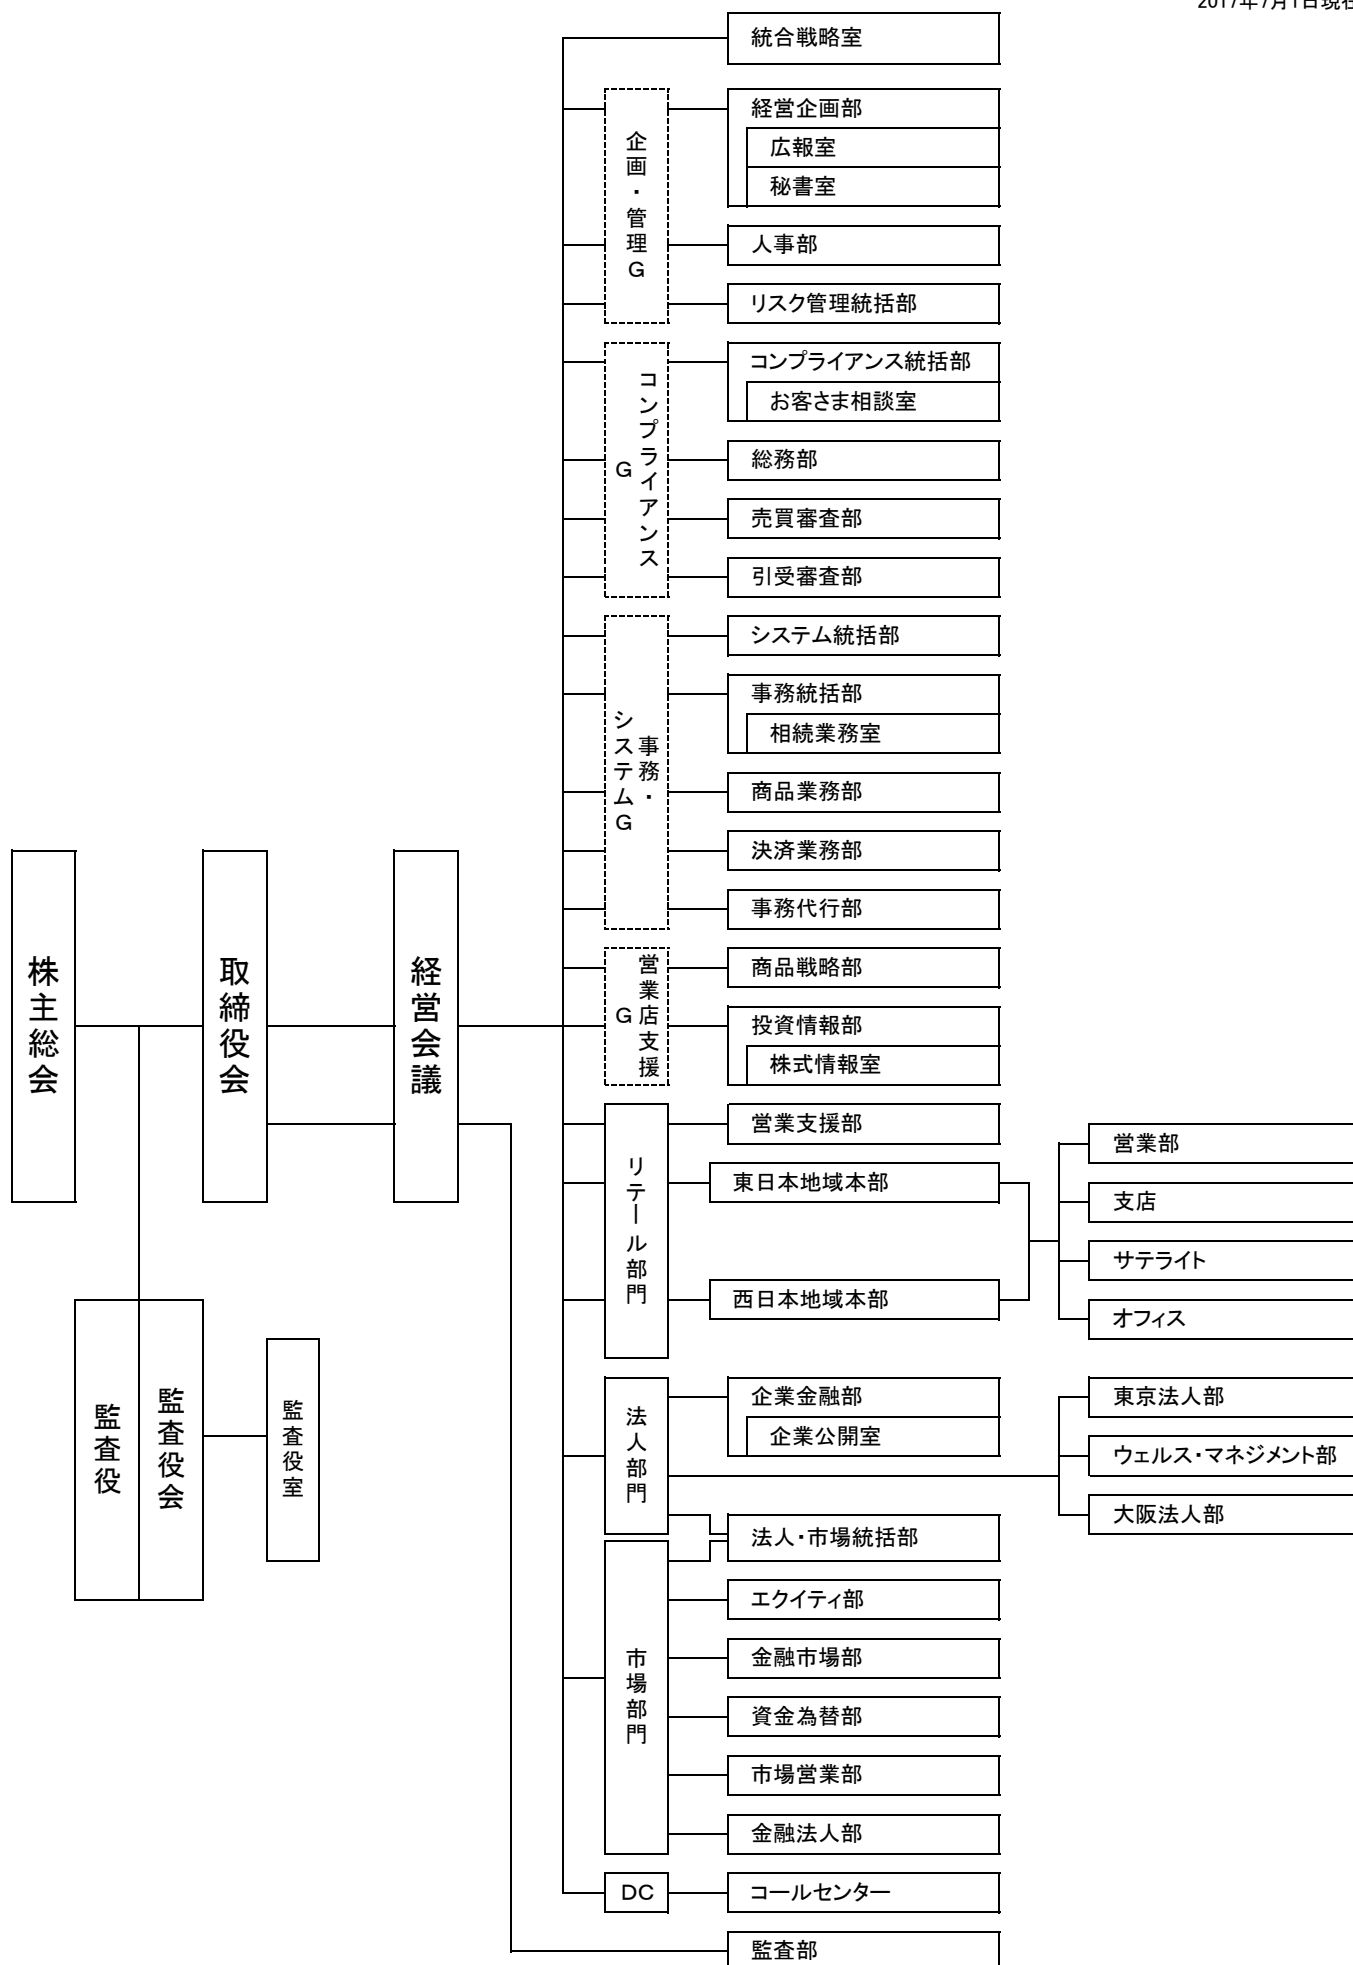 2017年7月1日現在
統合戦略室
企画・管理G
経営企画部
広報室
秘書室
人事部
リスク管理統括部
コンプライアンスG
コンプライアンス統括部
お客さま相談室
総務部
売買審査部
引受審査部
事務・システムG
システム統括部
事務統括部
相続業務室
商品業務部
決済業務部
事務代行部
株主総会
取締役会
経営会議
営業店支援G
商品戦略部
投資情報部
株式情報室
リテール部門
営業支援部
東日本地域本部
西日本地域本部
営業部
支店
サテライト
オフィス
監査役
監査役会
監査役室
法人部門
企業金融部
企業公開室
東京法人部
ウェルス・マネジメント部
大阪法人部
法人・市場統括部
市場部門
エクイティ部
金融市場部
資金為替部
市場営業部
金融法人部
DC
コールセンター
監査部